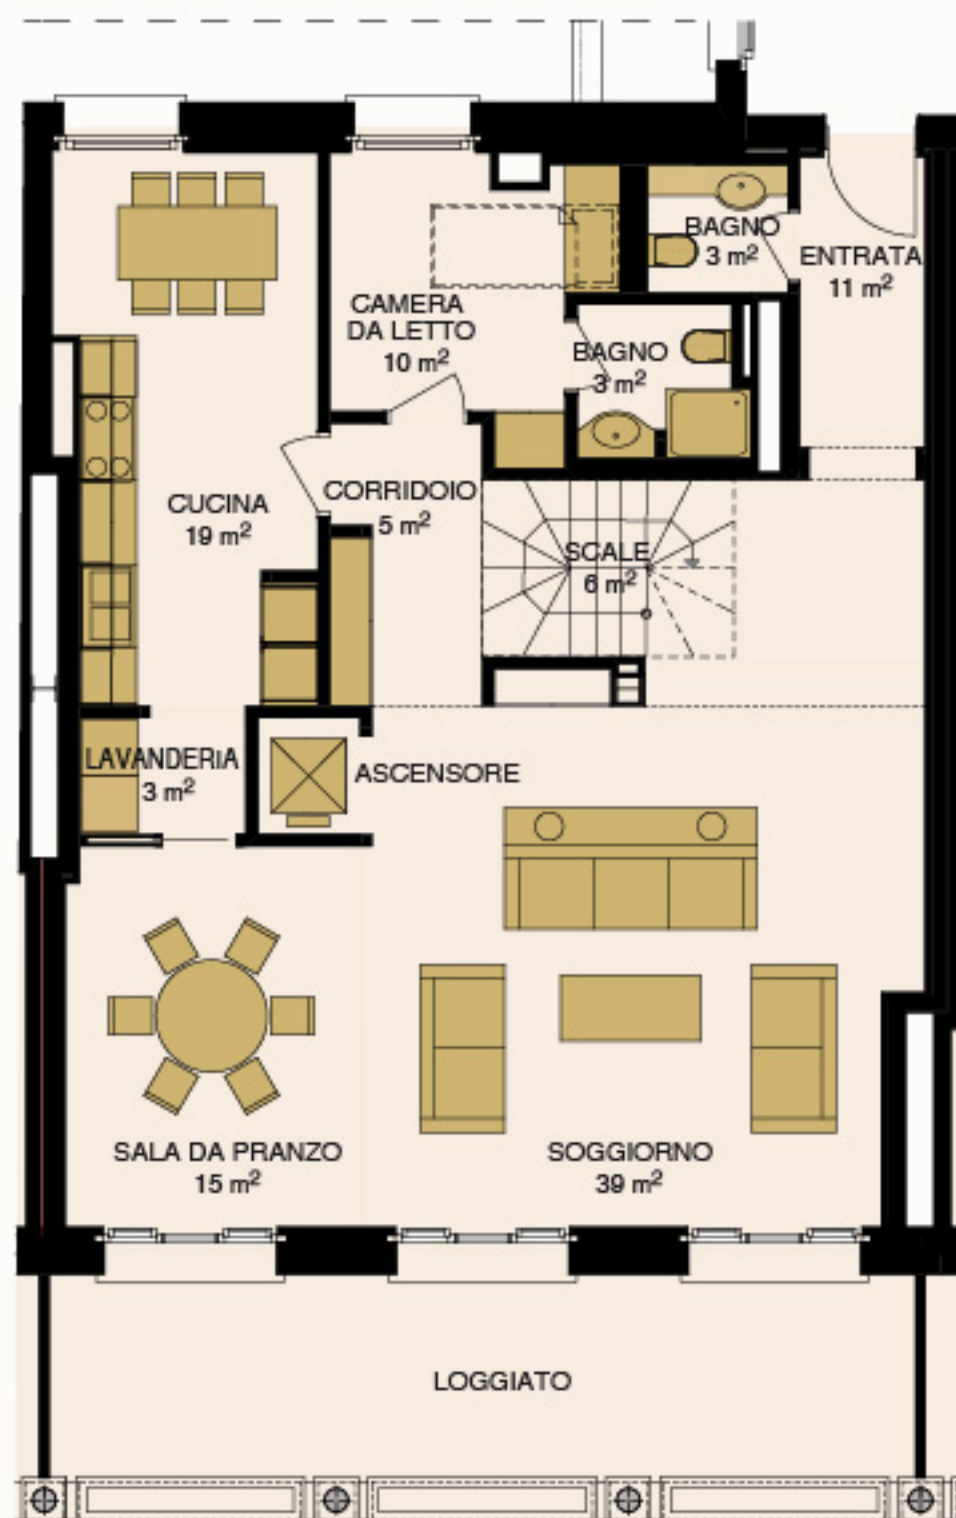 BAGNO
3 m²
ENTRATA
11 m²
CAMERA
DA LETTO
10 m²
BAGNO
3 m²
CUCINA
19 m²
CORRIDOIO
5 m²
SCALE
6 m²
LAVANDERIA
3 m²
ASCENSORE
SALA DA PRANZO
15 m²
SOGGIORNO
39 m²
LOGGIATO